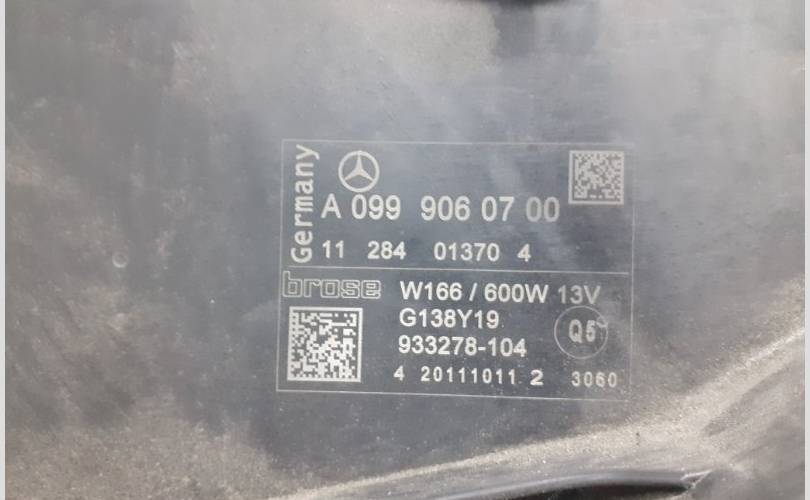 Germany
A 099 906 07 00
11 284 01370 4
brose
W166 / 600W 13V
G138Y19
Q5
933278-104
4 20111011 2 3060